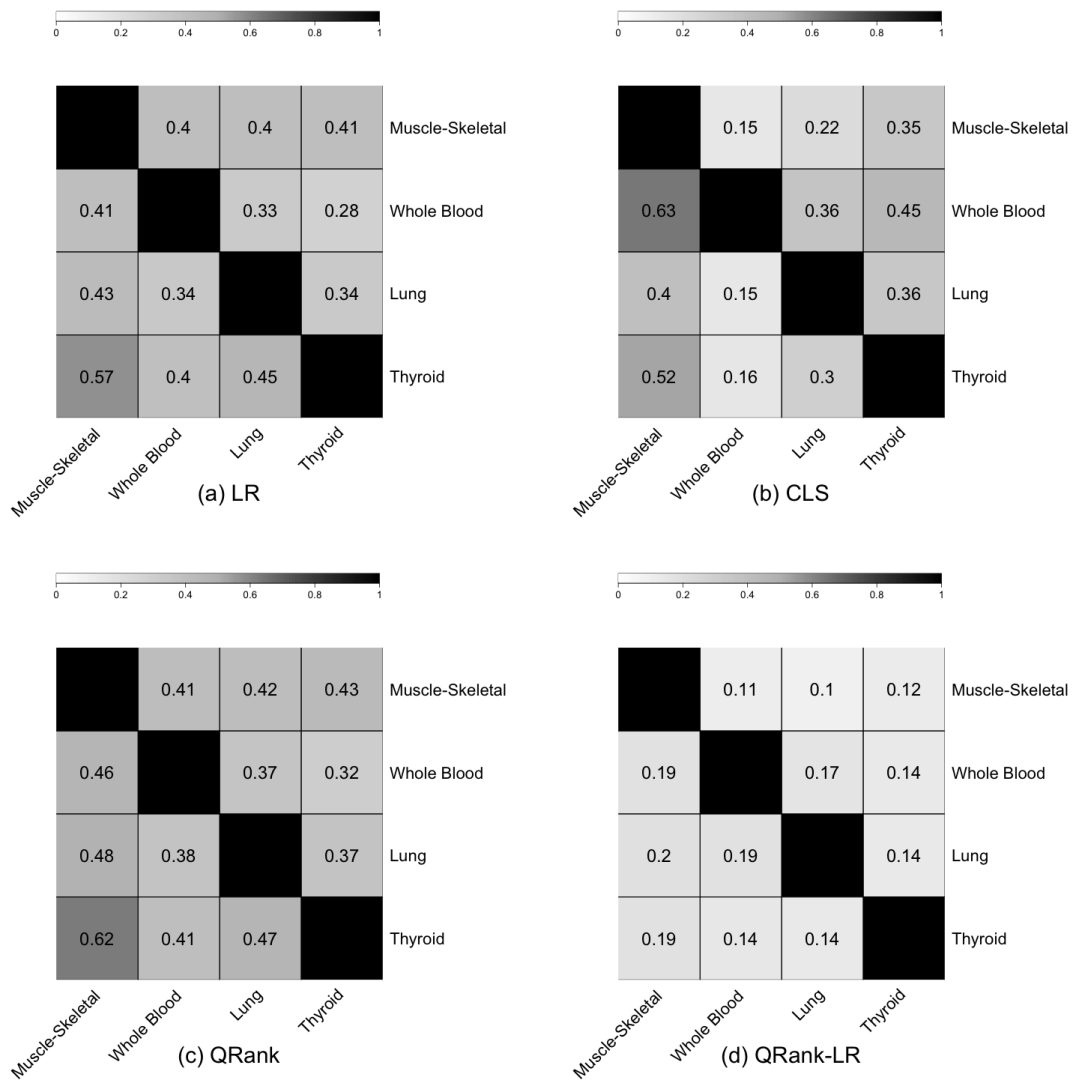 0 0.2 0.4 0.6 0.8 1
0.4 0.4 0.41 Muscle-Skeletal
0.41 0.33 0.28 Whole Blood
0.43 0.34 0.34 Lung
0.57 0.4 0.45 Thyroid
Muscle-Skeletal Whole Blood Lung Thyroid
(a) LR
0 0.2 0.4 0.6 0.8 1
0.15 0.22 0.35 Muscle-Skeletal
0.63 0.36 0.45 Whole Blood
0.4 0.15 0.36 Lung
0.52 0.16 0.3 Thyroid
Muscle-Skeletal Whole Blood Lung Thyroid
(b) CLS
0 0.2 0.4 0.6 0.8 1
0.41 0.42 0.43 Muscle-Skeletal
0.46 0.37 0.32 Whole Blood
0.48 0.38 0.37 Lung
0.62 0.41 0.47 Thyroid
Muscle-Skeletal Whole Blood Lung Thyroid
(c) QRank
0 0.2 0.4 0.6 0.8 1
0.11 0.1 0.12 Muscle-Skeletal
0.19 0.17 0.14 Whole Blood
0.2 0.19 0.14 Lung
0.19 0.14 0.14 Thyroid
Muscle-Skeletal Whole Blood Lung Thyroid
(d) QRank-LR